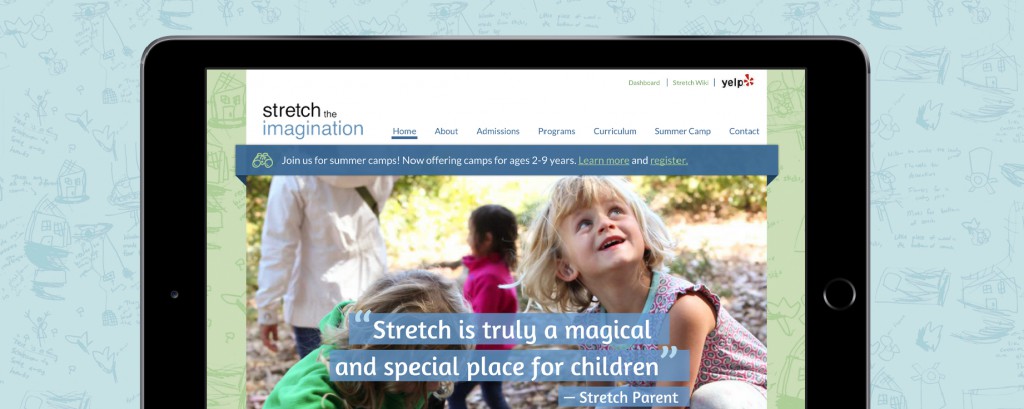 Dashboard | Stretch Wiki | yelp
stretch the
imagination
Home About Admissions Programs Curriculum Summer Camp Contact
Join us for summer camps! Now offering camps for ages 2-9 years. Learn more and register.
“Stretch is truly a magical
and special place for children”
— Stretch Parent